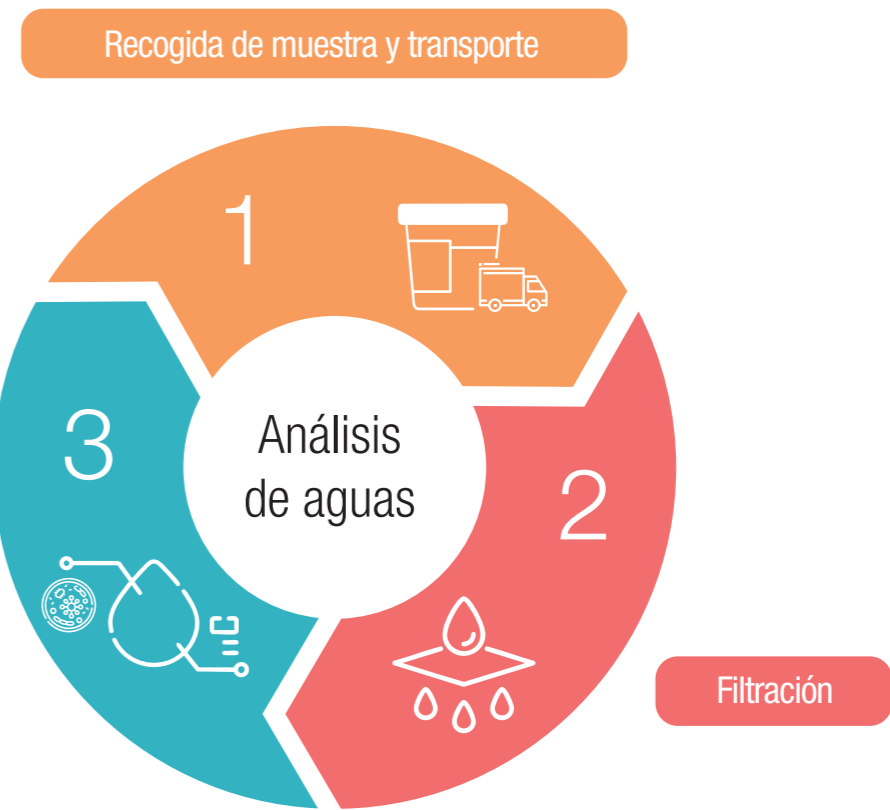 Recogida de muestra y transporte
1
3
Análisis
de aguas
2
Filtración